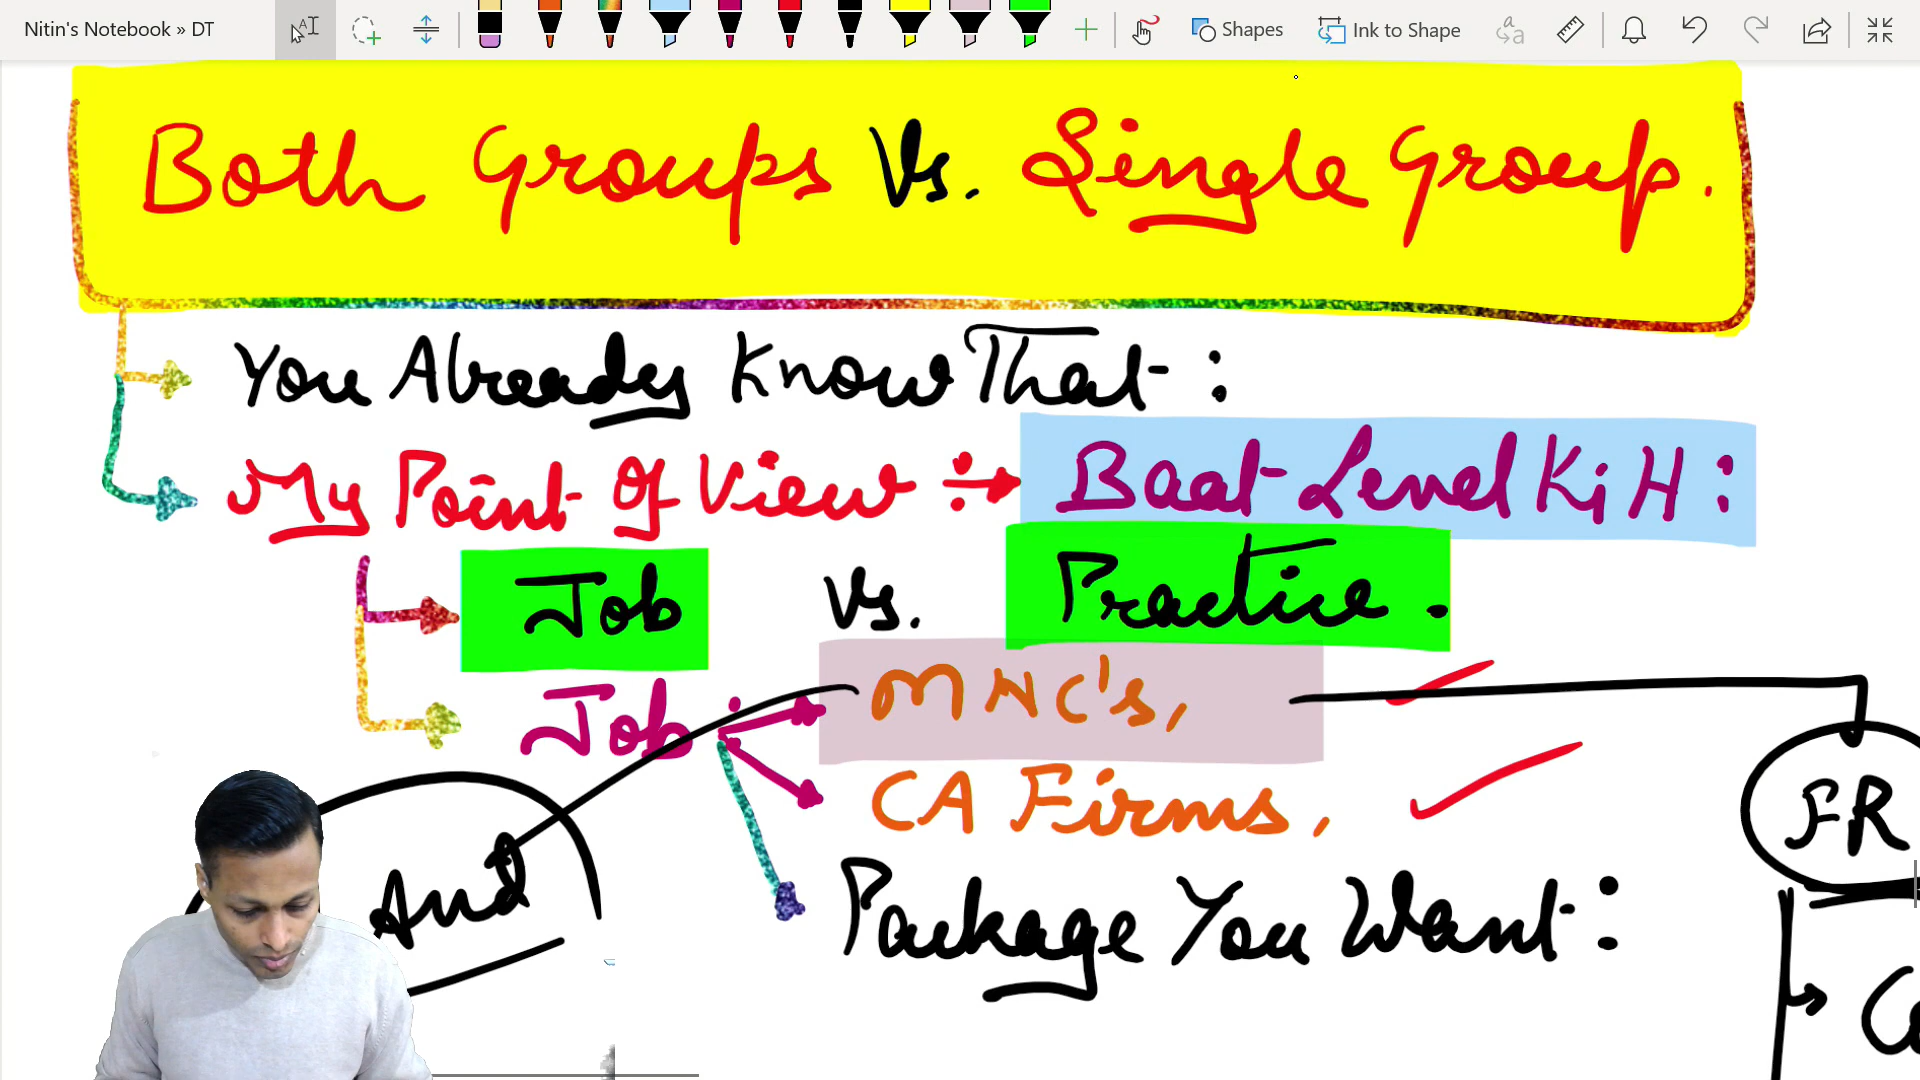 Nitin's Notebook » DT
Shapes
Ink to Shape
Both Groups Vs. Single Group.
You Already Know That:
My Point Of View ÷→ Baat Level Ki H:
Job Vs. Practice.
Job: MNC's,
CA Firms,
FR
And
Package You Want: